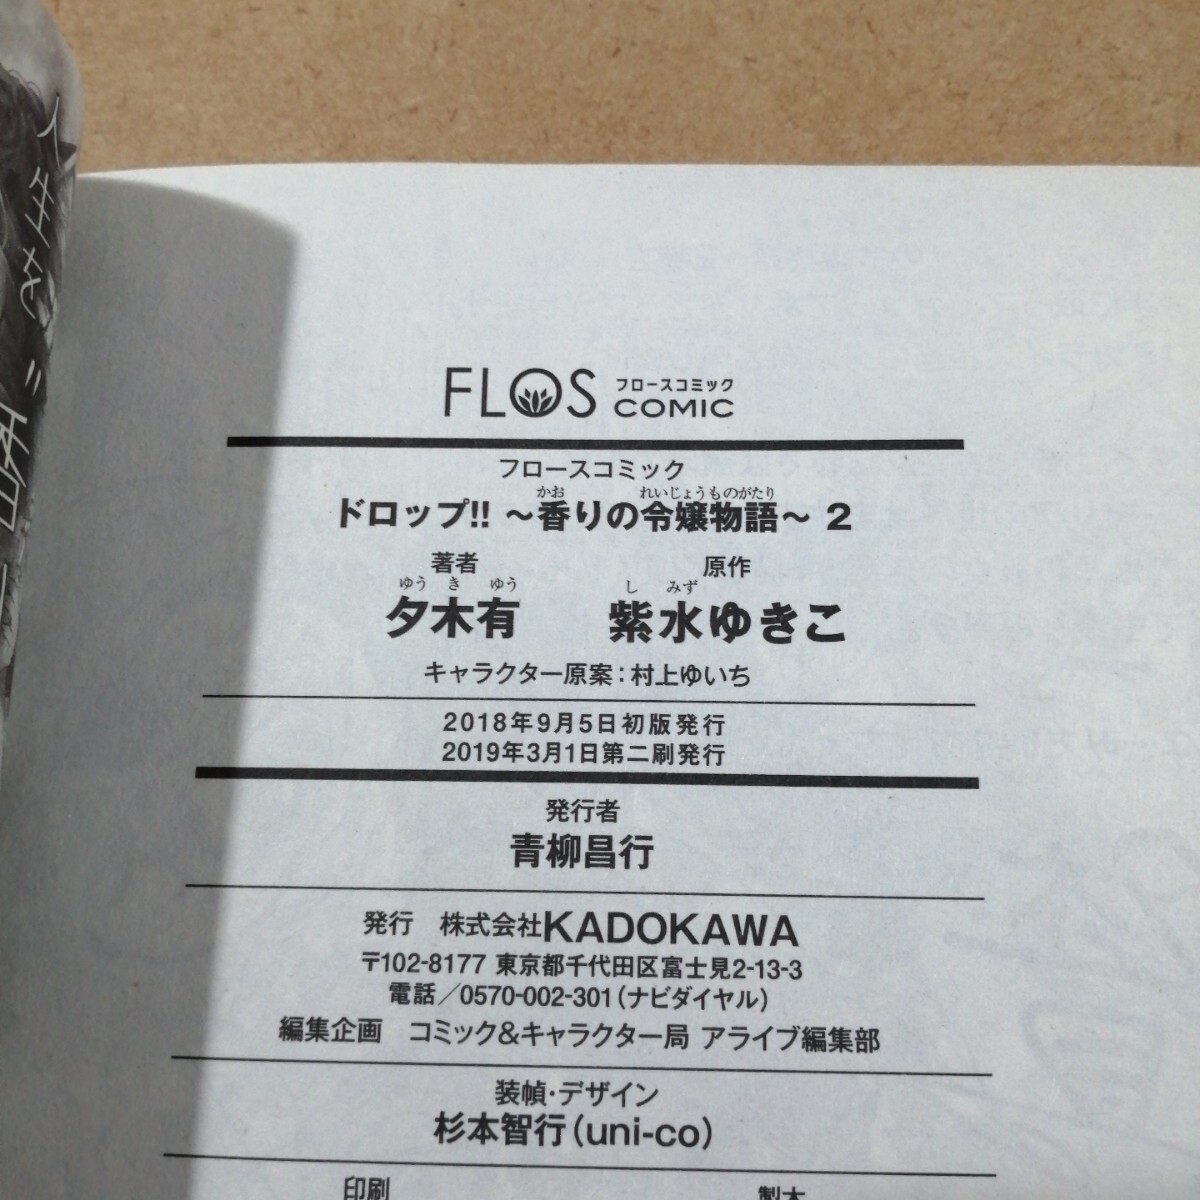 FLOS フロースコミック COMIC
フロースコミック
かお れいじょうものがたり
ドロップ!! ～香りの令嬢物語～ 2
著者 原作
ゆう き ゆう し みず
夕木有 紫水ゆきこ
キャラクター原案：村上ゆいち
2018年9月5日初版発行
2019年3月1日第二刷発行
発行者
青柳昌行
発行 株式会社KADOKAWA
〒102-8177 東京都千代田区富士見2-13-3
電話／0570-002-301（ナビダイヤル）
編集企画 コミック&キャラクター局 アライブ編集部
装幀・デザイン
杉本智行（uni-co）
印刷 製本